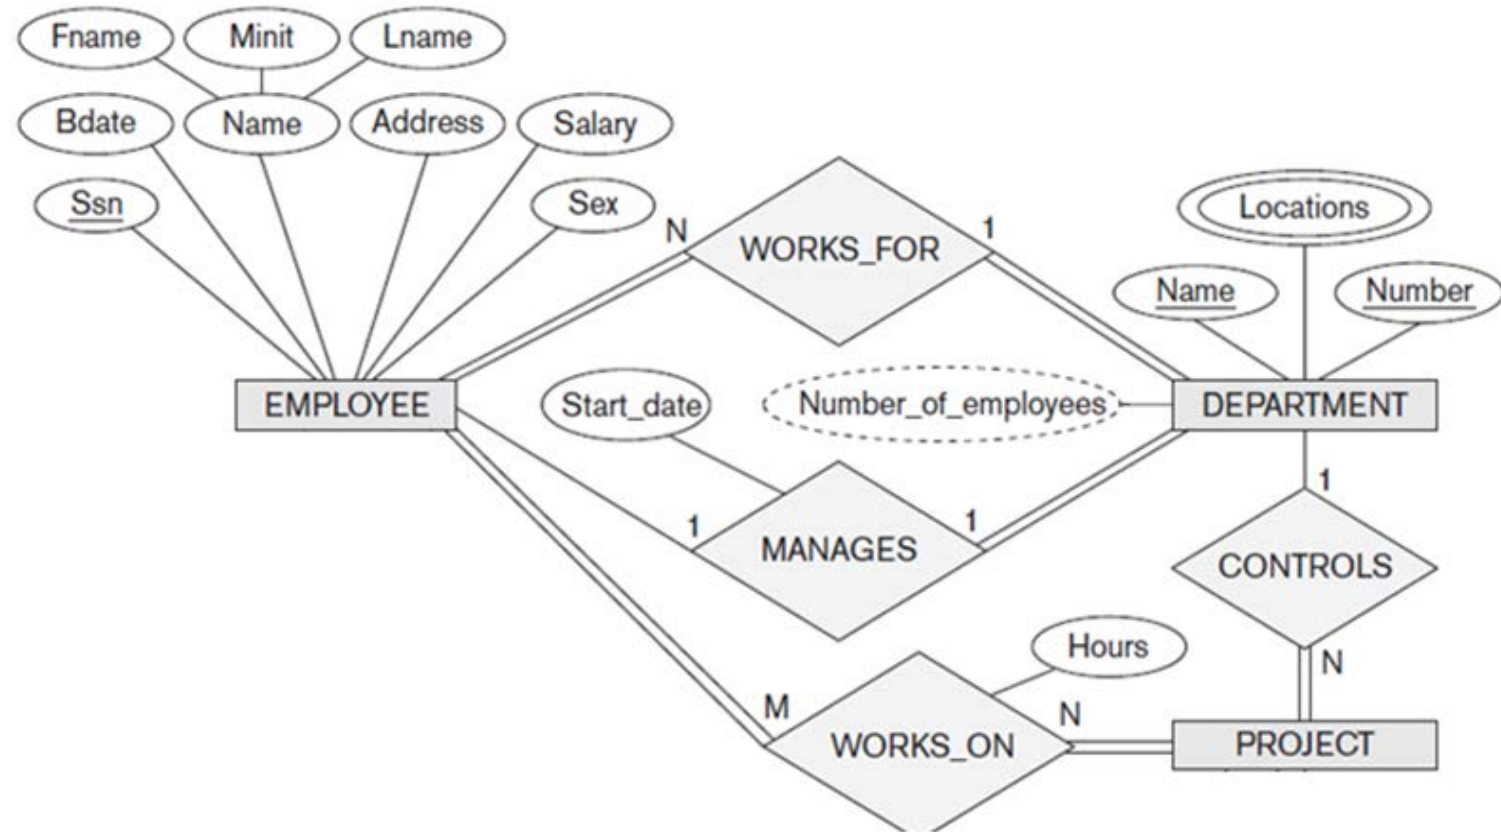 Fname
Minit
Lname
Bdate
Name
Address
Salary
Ssn
Sex
N
WORKS_FOR
1
Locations
Name
Number
EMPLOYEE
Start_date
Number_of_employees
DEPARTMENT
1
MANAGES
1
1
CONTROLS
N
Hours
M
WORKS_ON
N
PROJECT